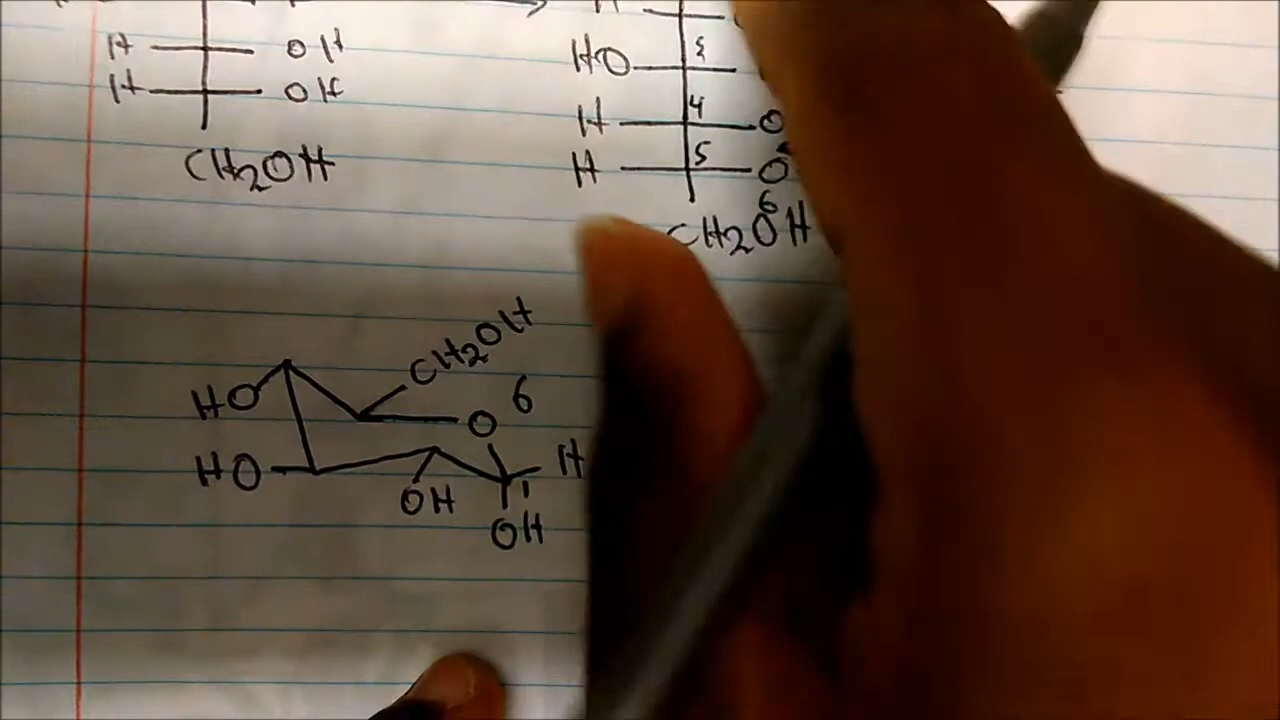 H OH
H OH
CH2OH
H
HO 3
H 4 O
H 5 O
6
CH2OH
CH2OH
HO O 6
HO OH H
1
OH